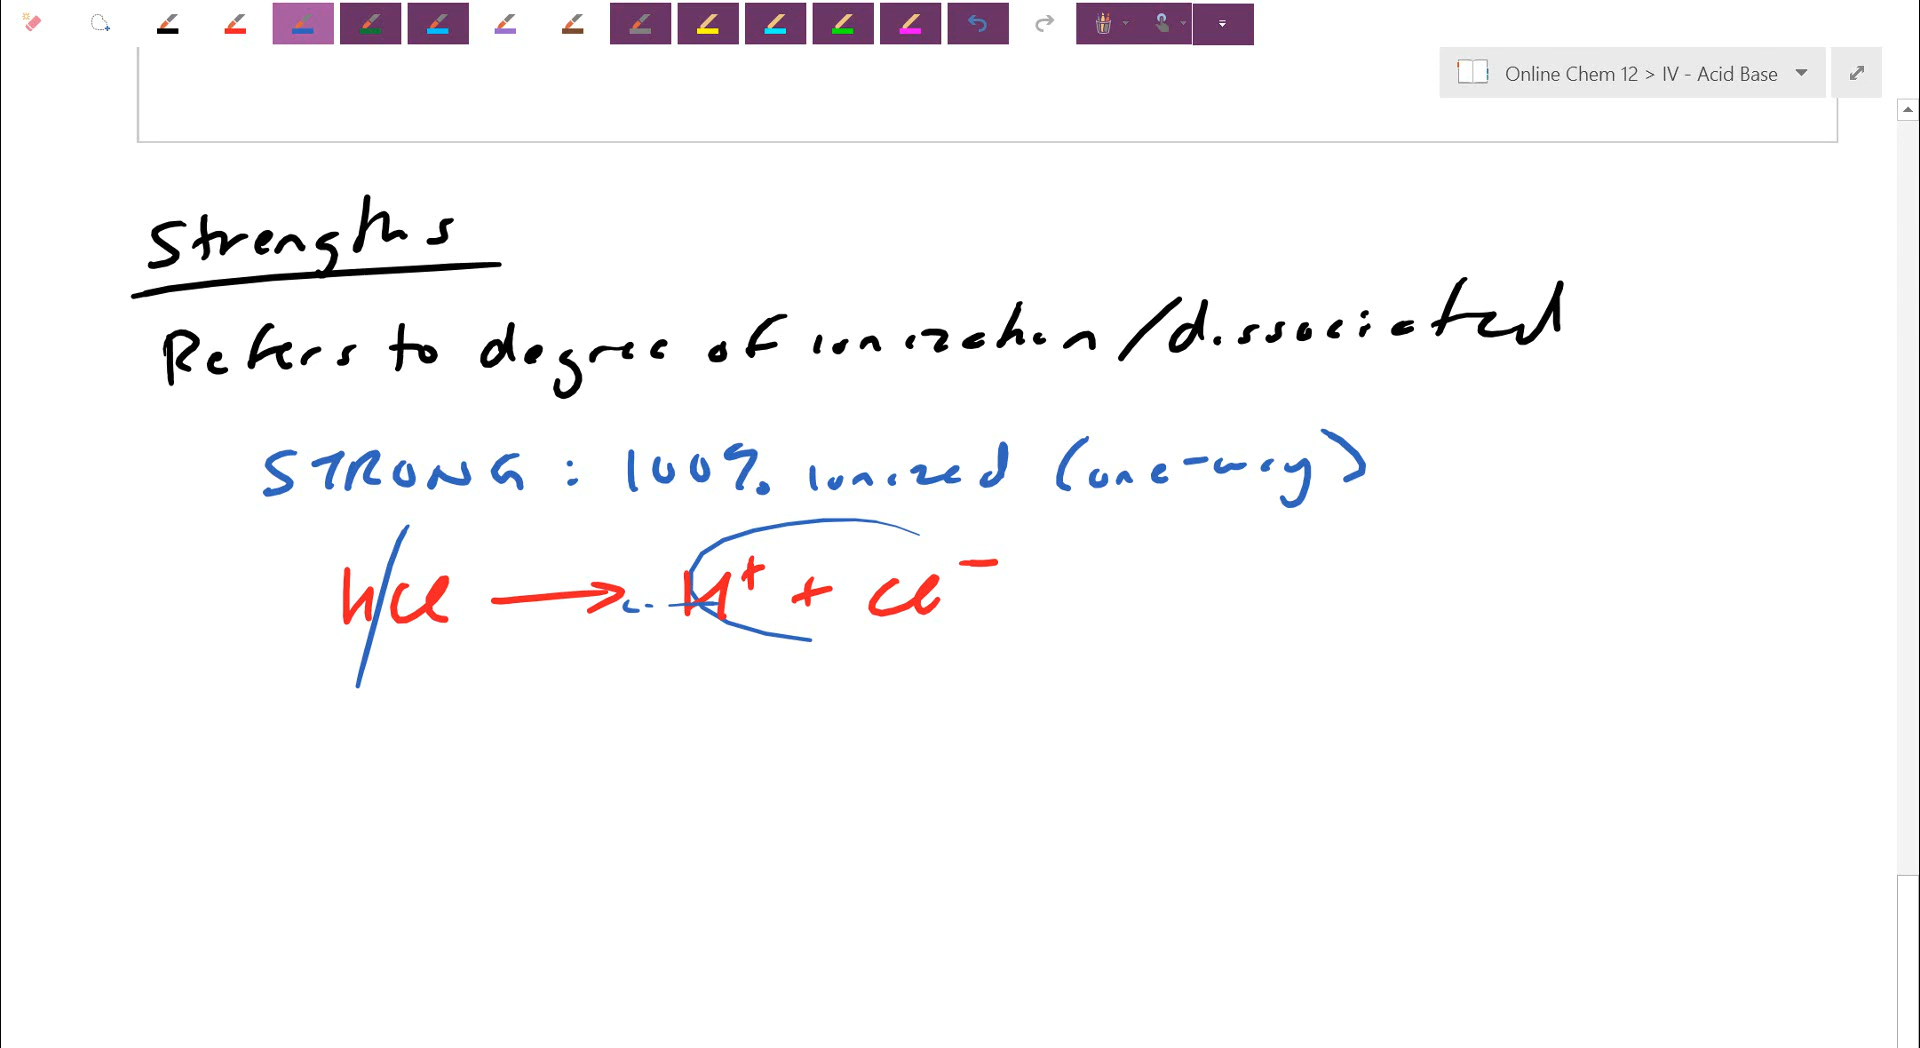 Online Chem 12 > IV - Acid Base
Strengths
Refers to degree of ionization/dissociated
STRONG : 100% ionized (one-way)
HCl → H⁺ + Cl⁻